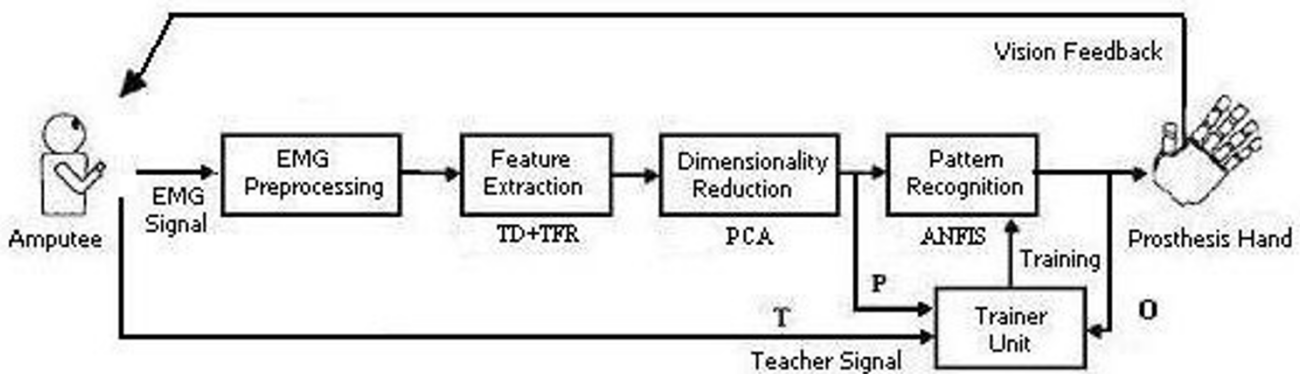 Vision Feedback
EMG
Preprocessing
Feature
Extraction
Dimensionality
Reduction
Pattern
Recognition
EMG
Signal
Amputee
TD+TFR
PCA
ANFIS
Prosthesis Hand
Training
P
T
O
Trainer
Unit
Teacher Signal